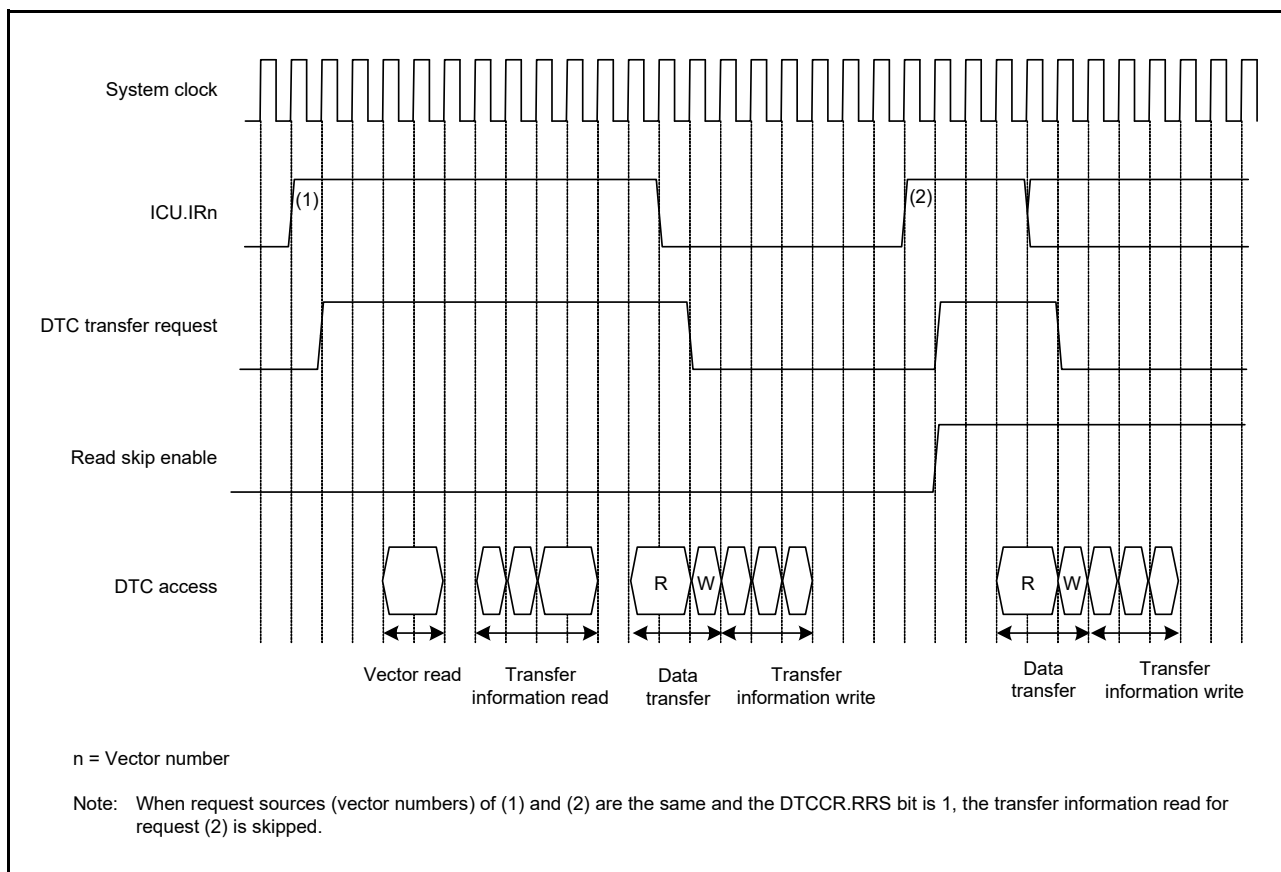 System clock
(1)
(2)
ICU.IRn
DTC transfer request
Read skip enable
DTC access
R
W
R
W
Vector read
Transfer
information read
Data
transfer
Transfer
information write
Data
transfer
Transfer
information write
n = Vector number
Note: When request sources (vector numbers) of (1) and (2) are the same and the DTCCR.RRS bit is 1, the transfer information read for
request (2) is skipped.